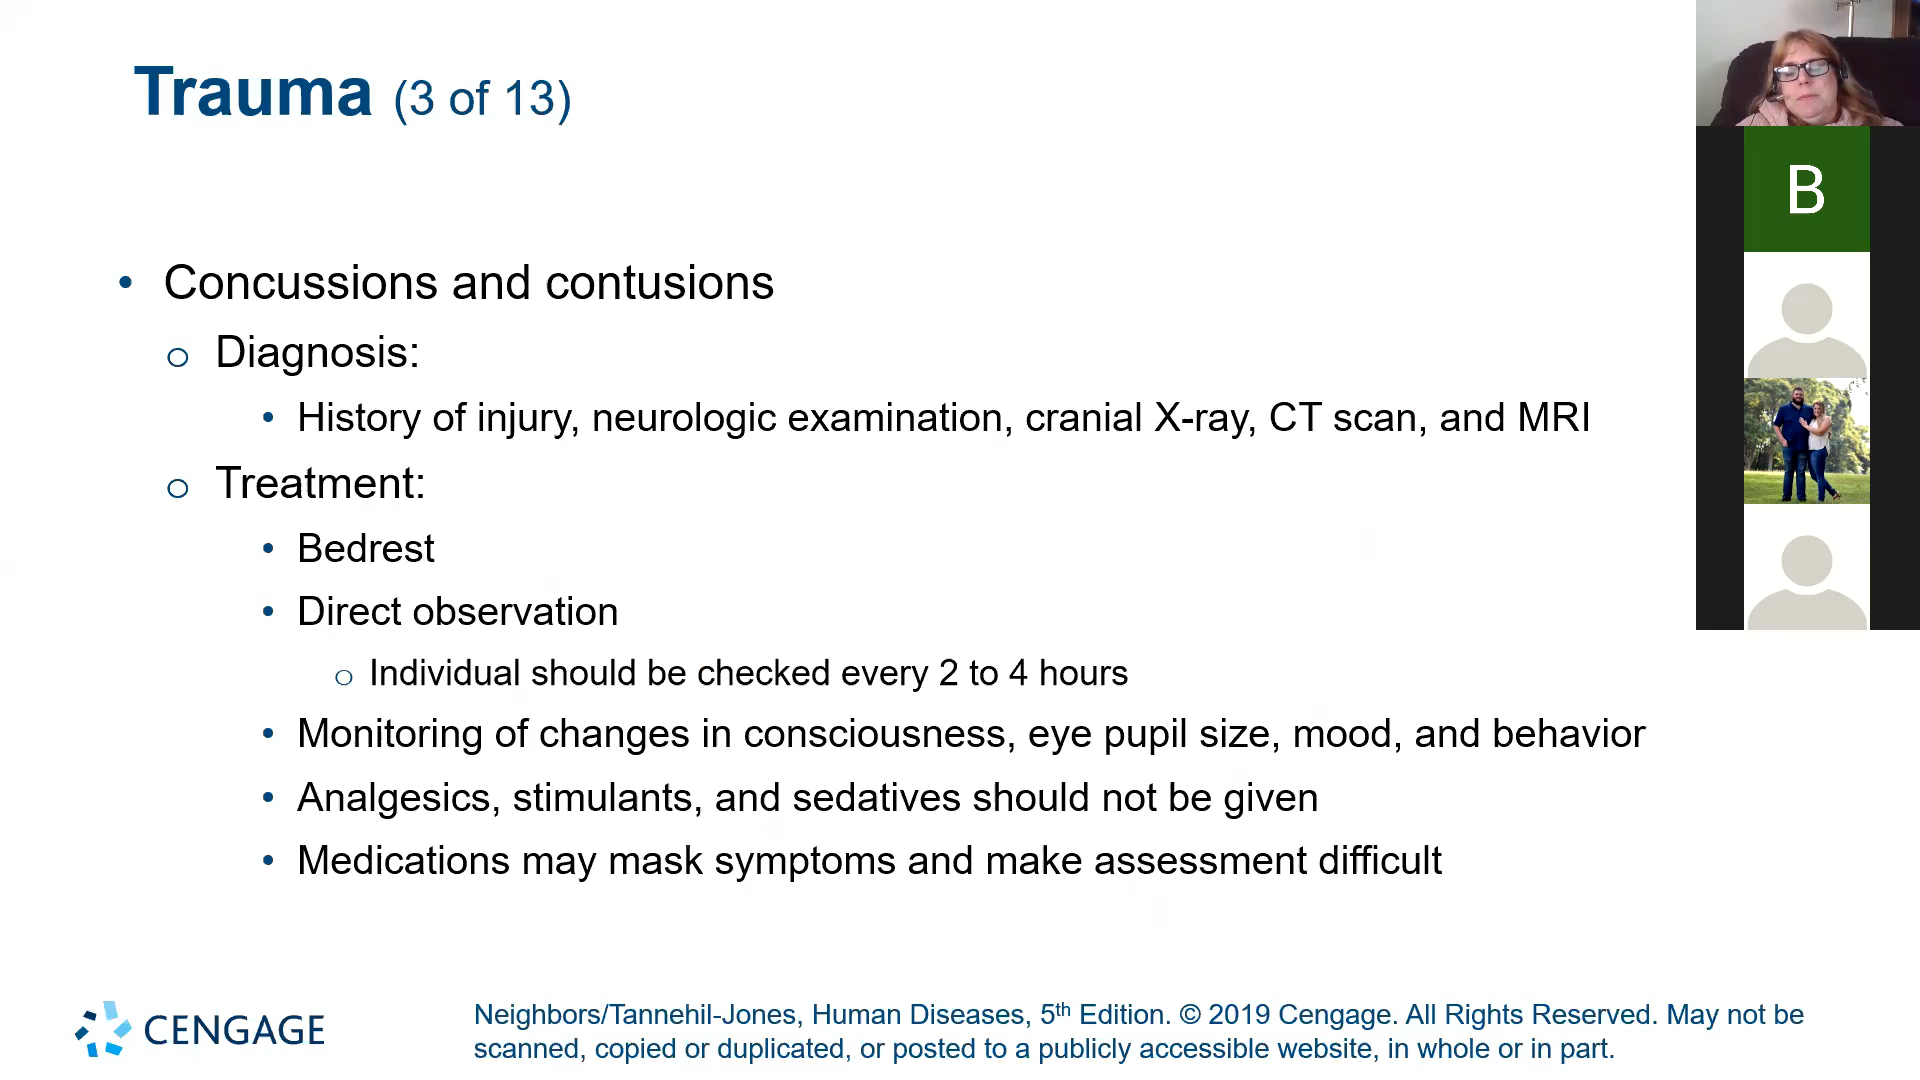 Trauma (3 of 13)
B
• Concussions and contusions
o Diagnosis:
• History of injury, neurologic examination, cranial X-ray, CT scan, and MRI
o Treatment:
• Bedrest
• Direct observation
o Individual should be checked every 2 to 4 hours
• Monitoring of changes in consciousness, eye pupil size, mood, and behavior
• Analgesics, stimulants, and sedatives should not be given
• Medications may mask symptoms and make assessment difficult
CENGAGE
Neighbors/Tannehil-Jones, Human Diseases, 5th Edition. © 2019 Cengage. All Rights Reserved. May not be
scanned, copied or duplicated, or posted to a publicly accessible website, in whole or in part.